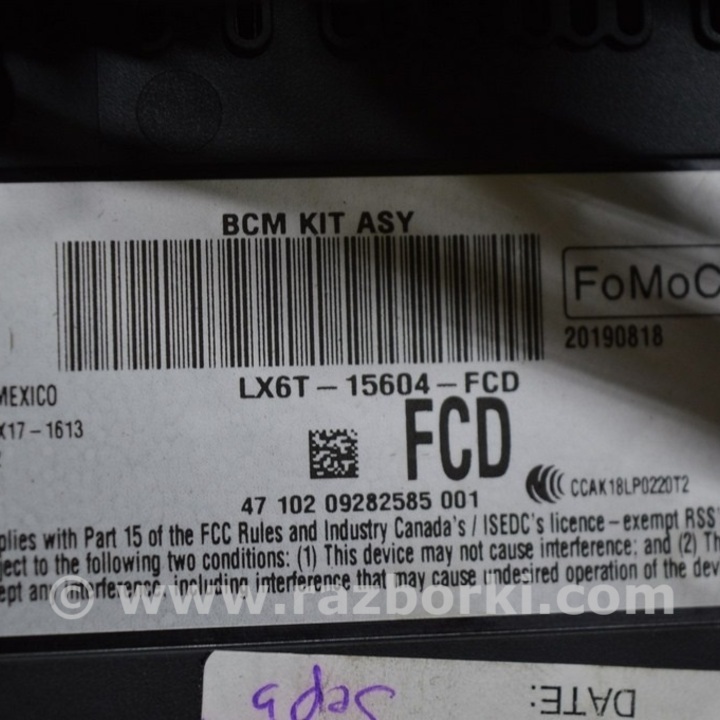 BCM KIT ASY
FoMoC
20190818
LX6T-15604-FCD
MEXICO
FCD
X17-1613
CCAK18LP0220T2
47 102 09282585 001
plies with Part 15 of the FCC Rules and Industry Canada's / ISEDC's licence-exempt RSS
ject to the following two conditions: (1) This device may not cause interference; and (2) Th
ept an interference, including interference that may cause undesired operation of the dev
© www.razborki.com
DATE: